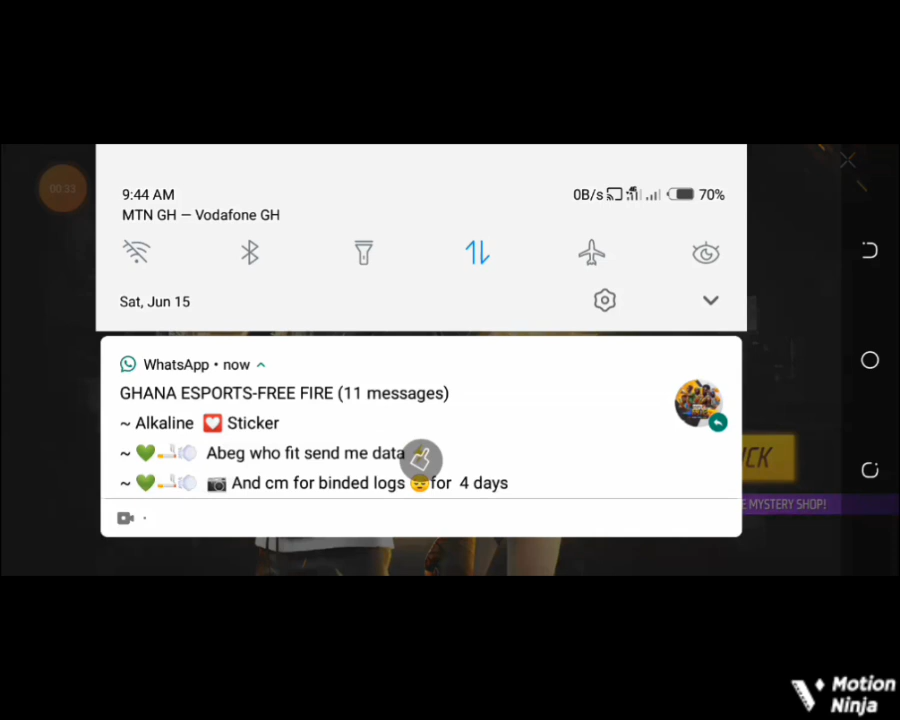 00:33
9:44 AM
0B/s 70%
MTN GH — Vodafone GH
Sat, Jun 15
WhatsApp • now
GHANA ESPORTS-FREE FIRE (11 messages)
~ Alkaline 💟 Sticker
~ 💚🚬💨 Abeg who fit send me data
~ 💚🚬💨 📷 And cm for binded logs 😴for 4 days
E MYSTERY SHOP!
Motion
Ninja